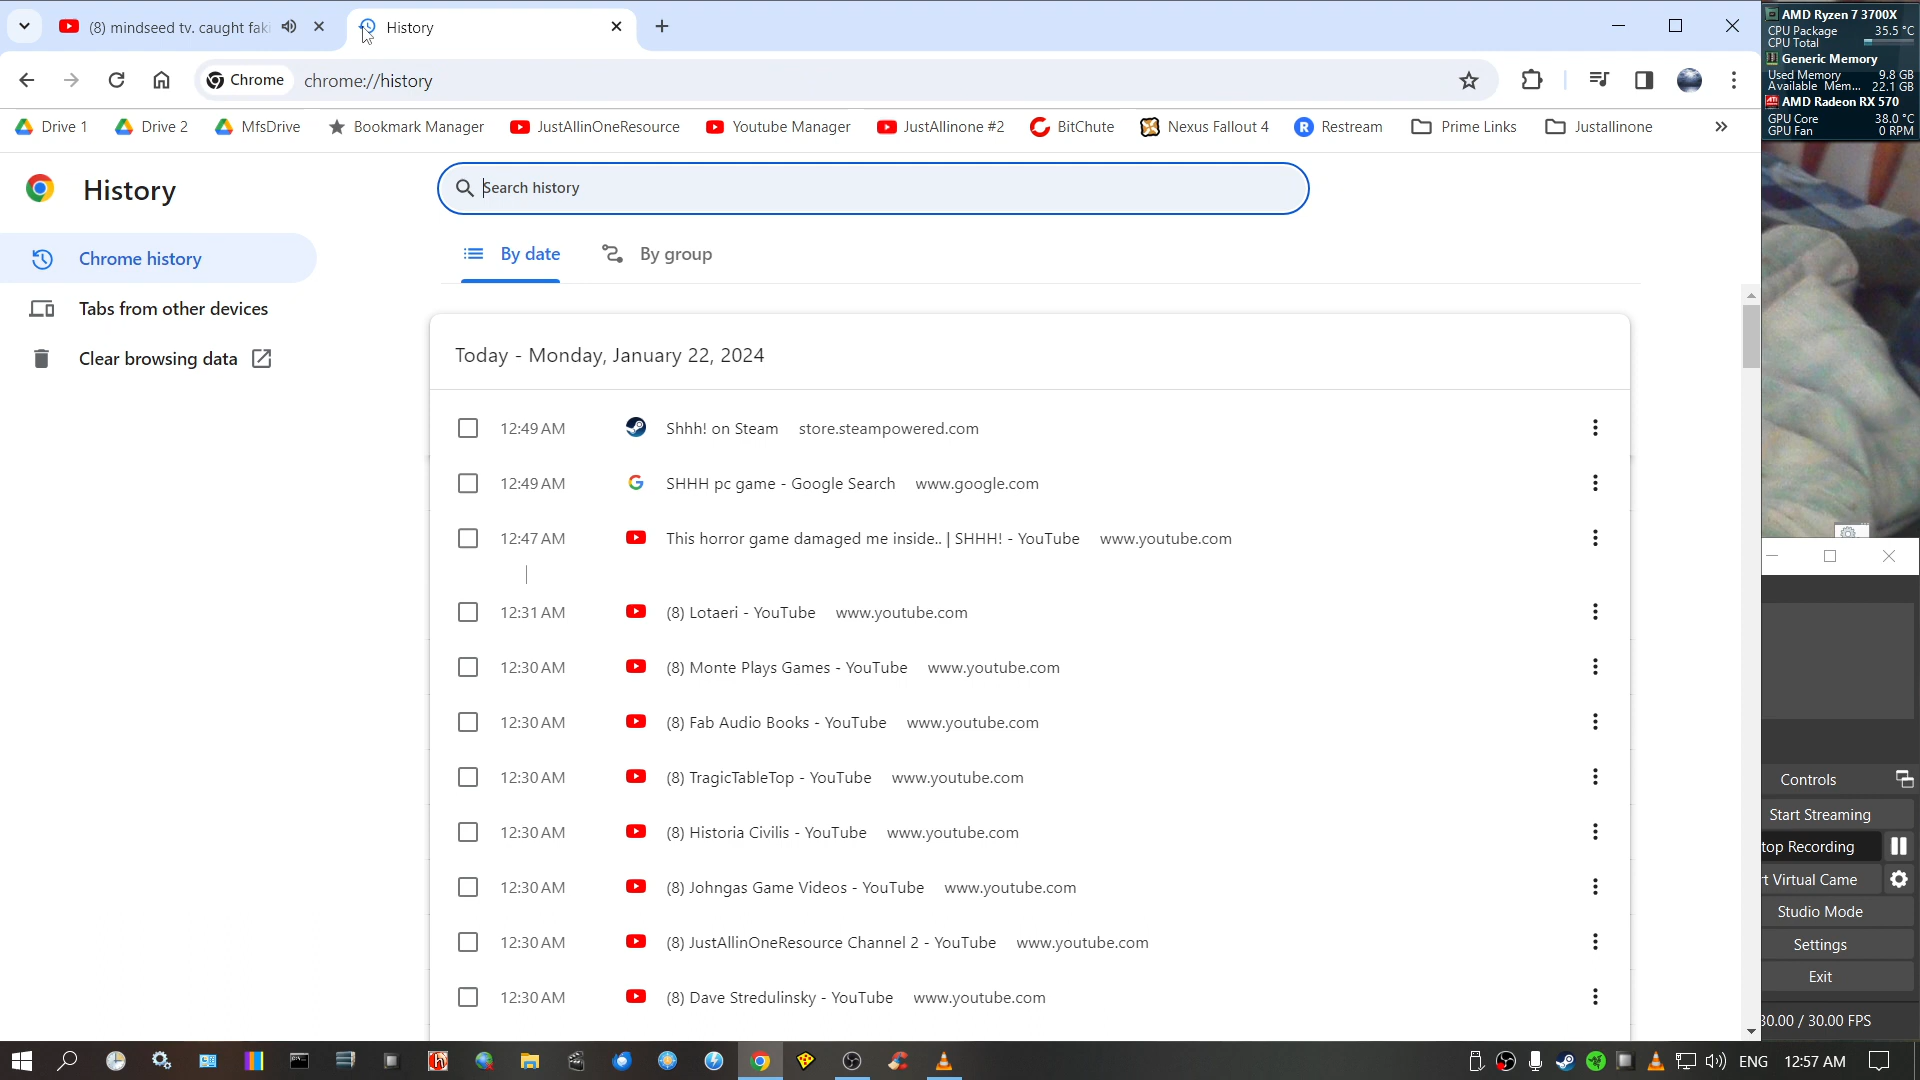 (8) mindseed tv. caught faki
History
Chrome
chrome://history
Drive 1
Drive 2
MfsDrive
Bookmark Manager
JustAllinOneResource
Youtube Manager
JustAllinone #2
BitChute
Nexus Fallout 4
Restream
Prime Links
Justallinone
History
Search history
Chrome history
Tabs from other devices
Clear browsing data
By date
By group
Today - Monday, January 22, 2024
12:49 AM Shhh! on Steam store.steampowered.com
12:49 AM SHHH pc game - Google Search www.google.com
12:47 AM This horror game damaged me inside.. | SHHH! - YouTube www.youtube.com
12:31 AM (8) Lotaeri - YouTube www.youtube.com
12:30 AM (8) Monte Plays Games - YouTube www.youtube.com
12:30 AM (8) Fab Audio Books - YouTube www.youtube.com
12:30 AM (8) TragicTableTop - YouTube www.youtube.com
12:30 AM (8) Historia Civilis - YouTube www.youtube.com
12:30 AM (8) Johngas Game Videos - YouTube www.youtube.com
12:30 AM (8) JustAllinOneResource Channel 2 - YouTube www.youtube.com
12:30 AM (8) Dave Stredulinsky - YouTube www.youtube.com
AMD Ryzen 7 3700X
CPU Package 35.5 °C
CPU Total
Generic Memory
Used Memory 9.8 GB
Available Mem... 22.1 GB
AMD Radeon RX 570
GPU Core 38.0 °C
GPU Fan 0 RPM
Controls
Start Streaming
top Recording
t Virtual Came
Studio Mode
Settings
Exit
30.00 / 30.00 FPS
ENG
12:57 AM